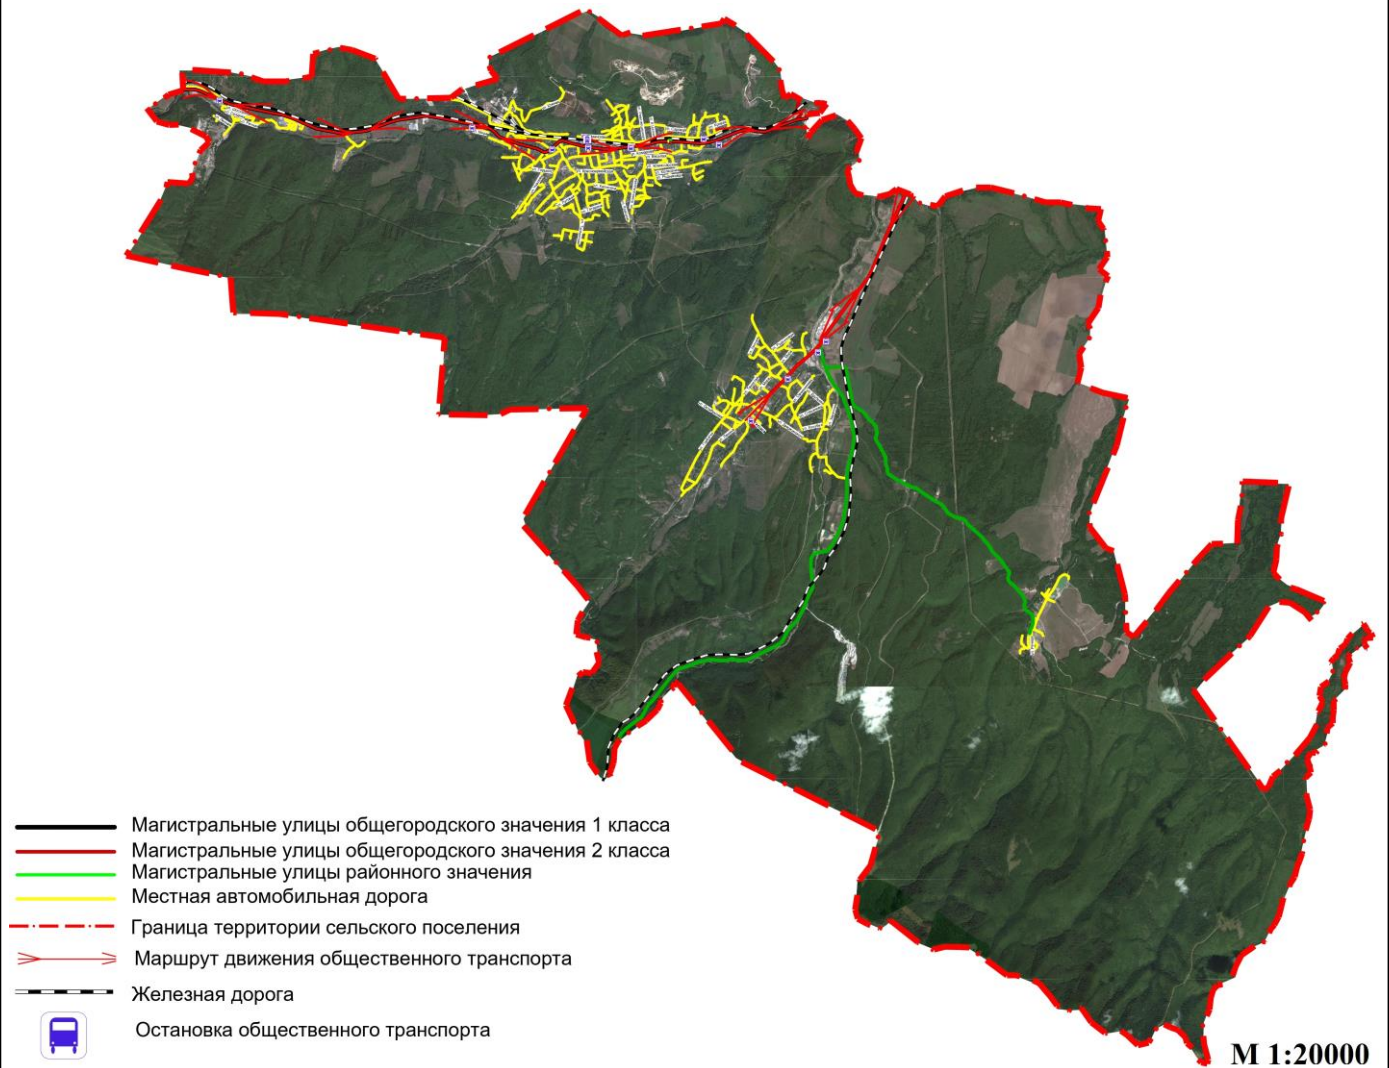 Магистральные улицы общегородского значения 1 класса
Магистральные улицы общегородского значения 2 класса
Магистральные улицы районного значения
Местная автомобильная дорога
Граница территории сельского поселения
Маршрут движения общественного транспорта
Железная дорога
Остановка общественного транспорта
М 1:20000